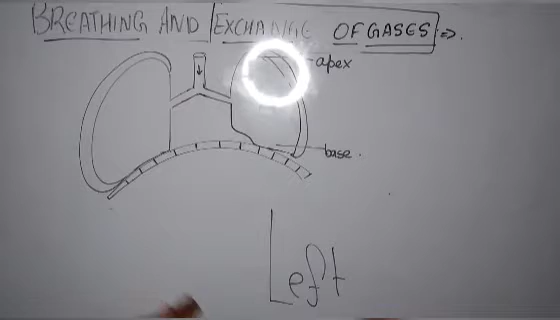 BREATHING AND EXCHANGE OF GASES =>.
apex
base.
Left